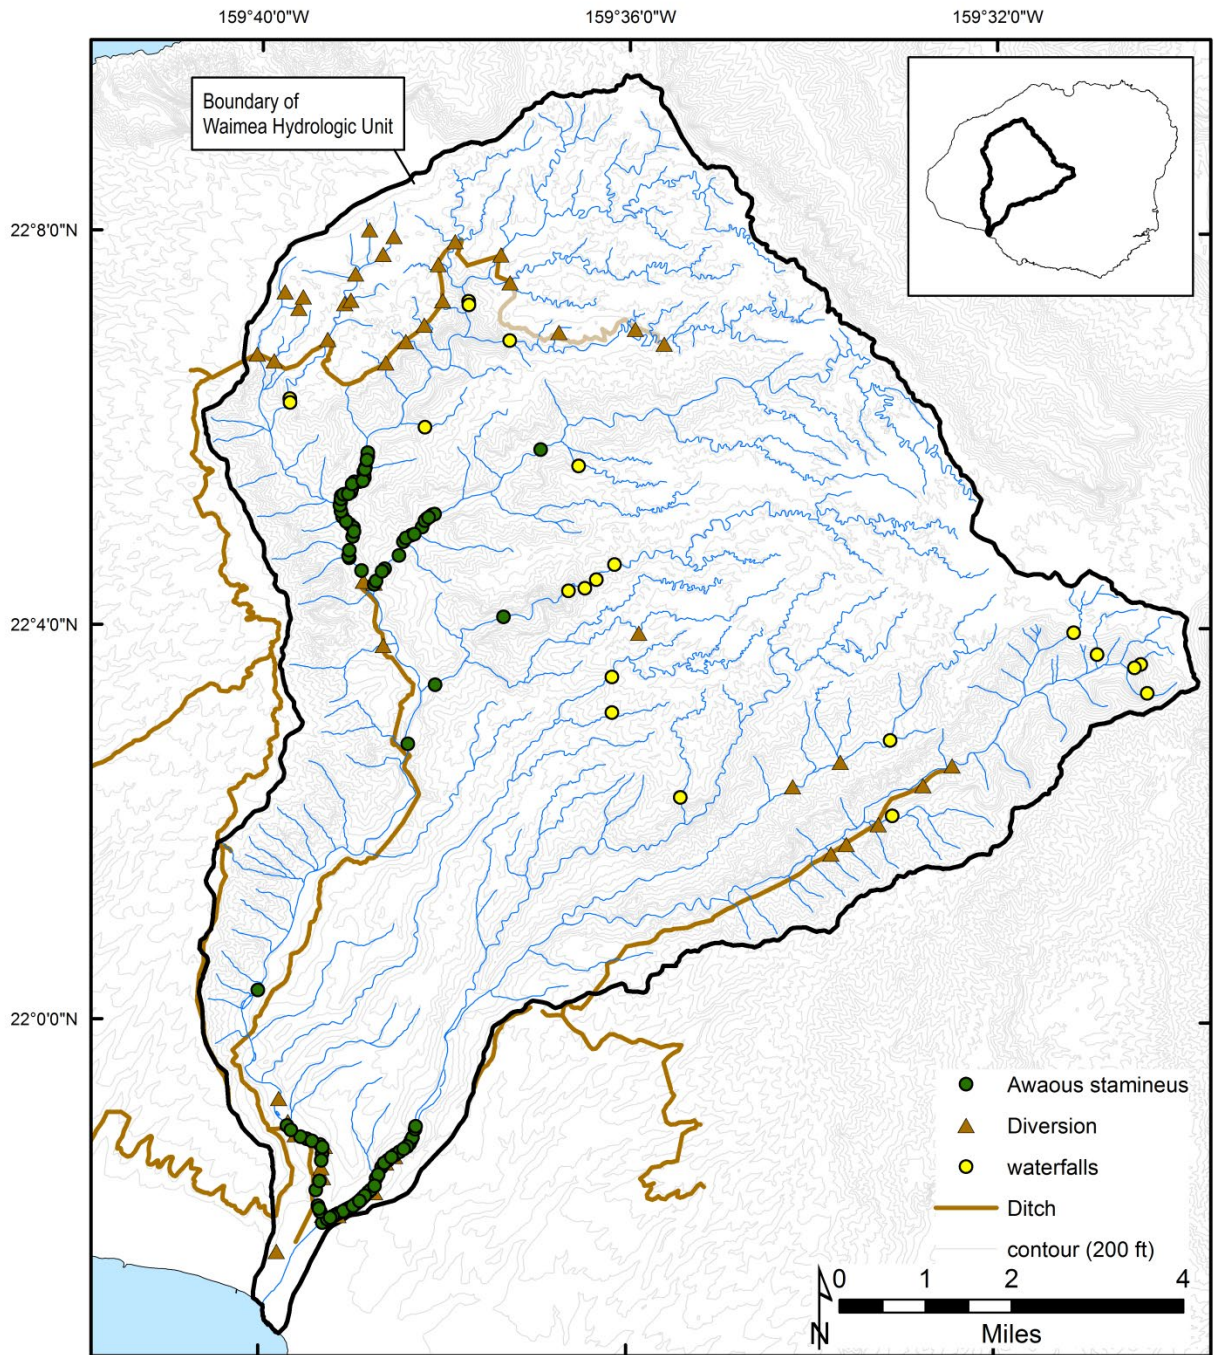 159°40'0"W
159°36'0"W
159°32'0"W
Boundary of
Waimea Hydrologic Unit
22°8'0"N
22°4'0"N
22°0'0"N
Awaous stamineus
Diversion
waterfalls
Ditch
contour (200 ft)
0 1 2 4
N Miles